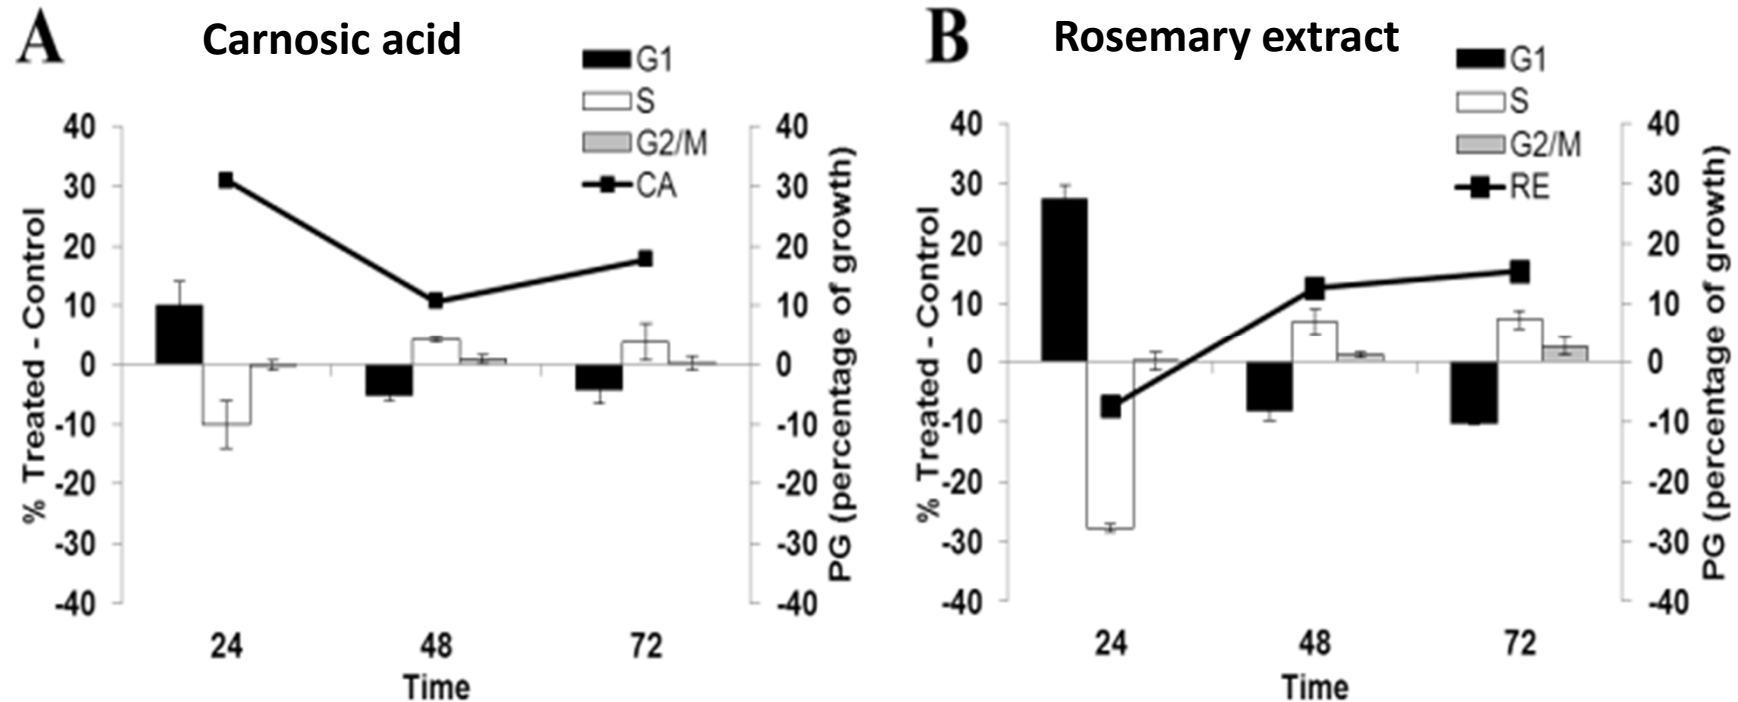 A
Carnosic acid
G1
S
G2/M
CA
40
30
20
10
0
-10
-20
-30
-40
% Treated - Control
40
30
20
10
0
-10
-20
-30
-40
PG (percentage of growth)
24
48
72
Time
B
Rosemary extract
G1
S
G2/M
RE
40
30
20
10
0
-10
-20
-30
-40
% Treated - Control
40
30
20
10
0
-10
-20
-30
-40
PG (percentage of growth)
24
48
72
Time